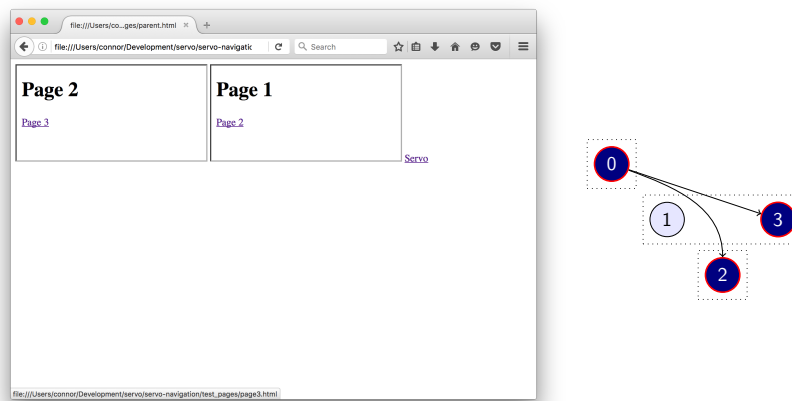 file:///Users/co...ges/parent.html × +
file:///Users/connor/Development/servo/servo-navigatic
Search
Page 2
Page 3
Page 1
Page 2
Servo
file:///Users/connor/Development/servo/servo-navigation/test_pages/page3.html
0
1
3
2